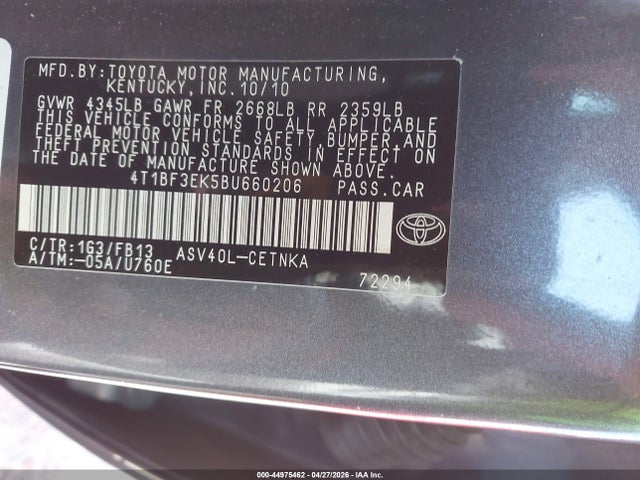 MFD.BY:TOYOTA MOTOR MANUFACTURING,
KENTUCKY,INC.10/10
GVWR 4345LB GAWR FR 2668LB RR 2359LB
THIS VEHICLE CONFORMS TO ALL APPLICABLE
FEDERAL MOTOR VEHICLE SAFETY,BUMPER,AND
THEFT PREVENTION STANDARDS IN EFFECT ON
THE DATE OF MANUFACTURE SHOWN ABOVE.
4T1BF3EK5BU660206 PASS.CAR
C/TR:1G3/FB13 ASV40L-CETNKA
A/TM:-05A/U760E
72294
000-44975462 | 04/27/2026 | IAA Inc.